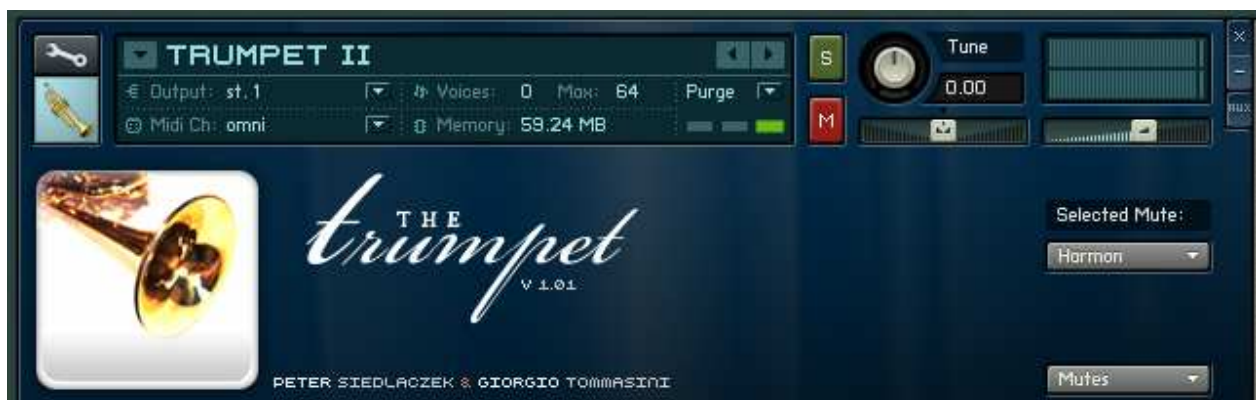 TRUMPET II
S
Tune
Output: st. 1
Voices: 0 Max: 64
Purge
0.00
Midi Ch: omni
Memory: 59.24 MB
M
x
-
aux
THE
trumpet
V 1.01
Selected Mute:
Harmon
PETER SIEDLACZEK & GIORGIO TOMMASINI
Mutes